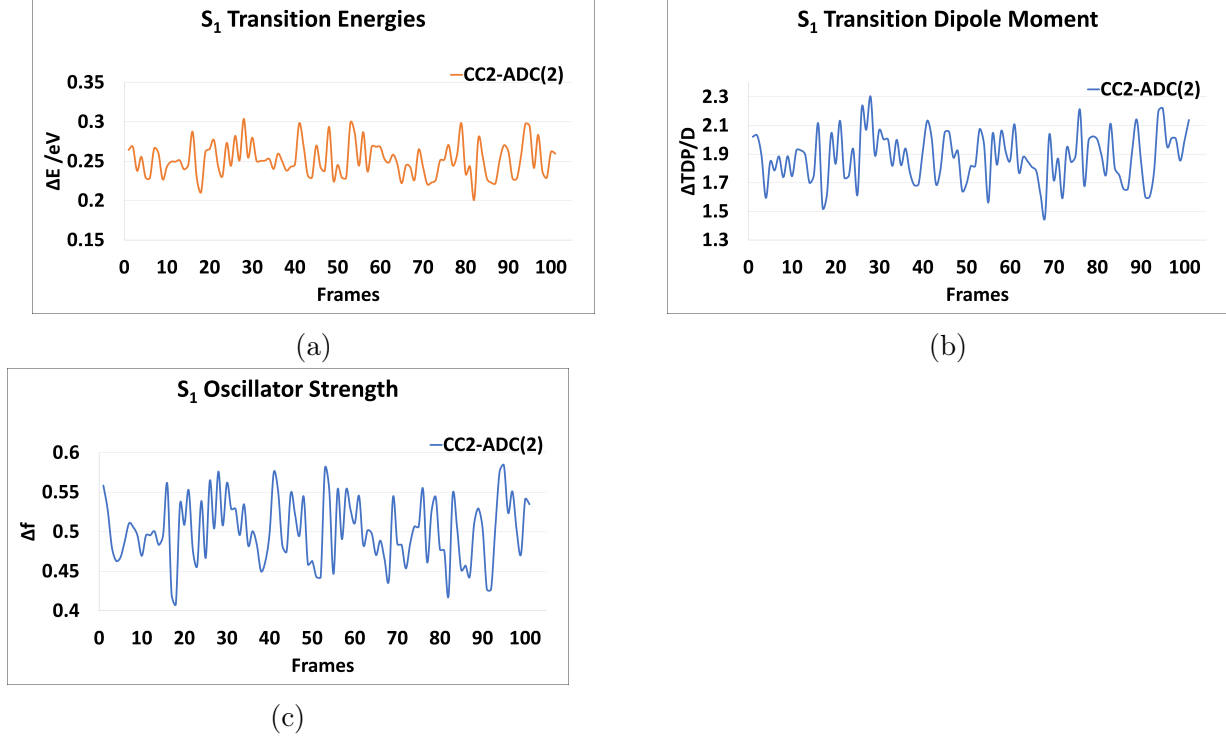 S1 Transition Energies
CC2-ADC(2)
0.35
0.3
0.25
0.2
0.15
ΔE /eV
0 10 20 30 40 50 60 70 80 90 100
Frames
(a)
S1 Transition Dipole Moment
CC2-ADC(2)
2.3
2.1
1.9
1.7
1.5
1.3
ΔTDP/D
0 10 20 30 40 50 60 70 80 90 100
Frames
(b)
S1 Oscillator Strength
CC2-ADC(2)
0.6
0.55
0.5
0.45
0.4
Δf
0 10 20 30 40 50 60 70 80 90 100
Frames
(c)